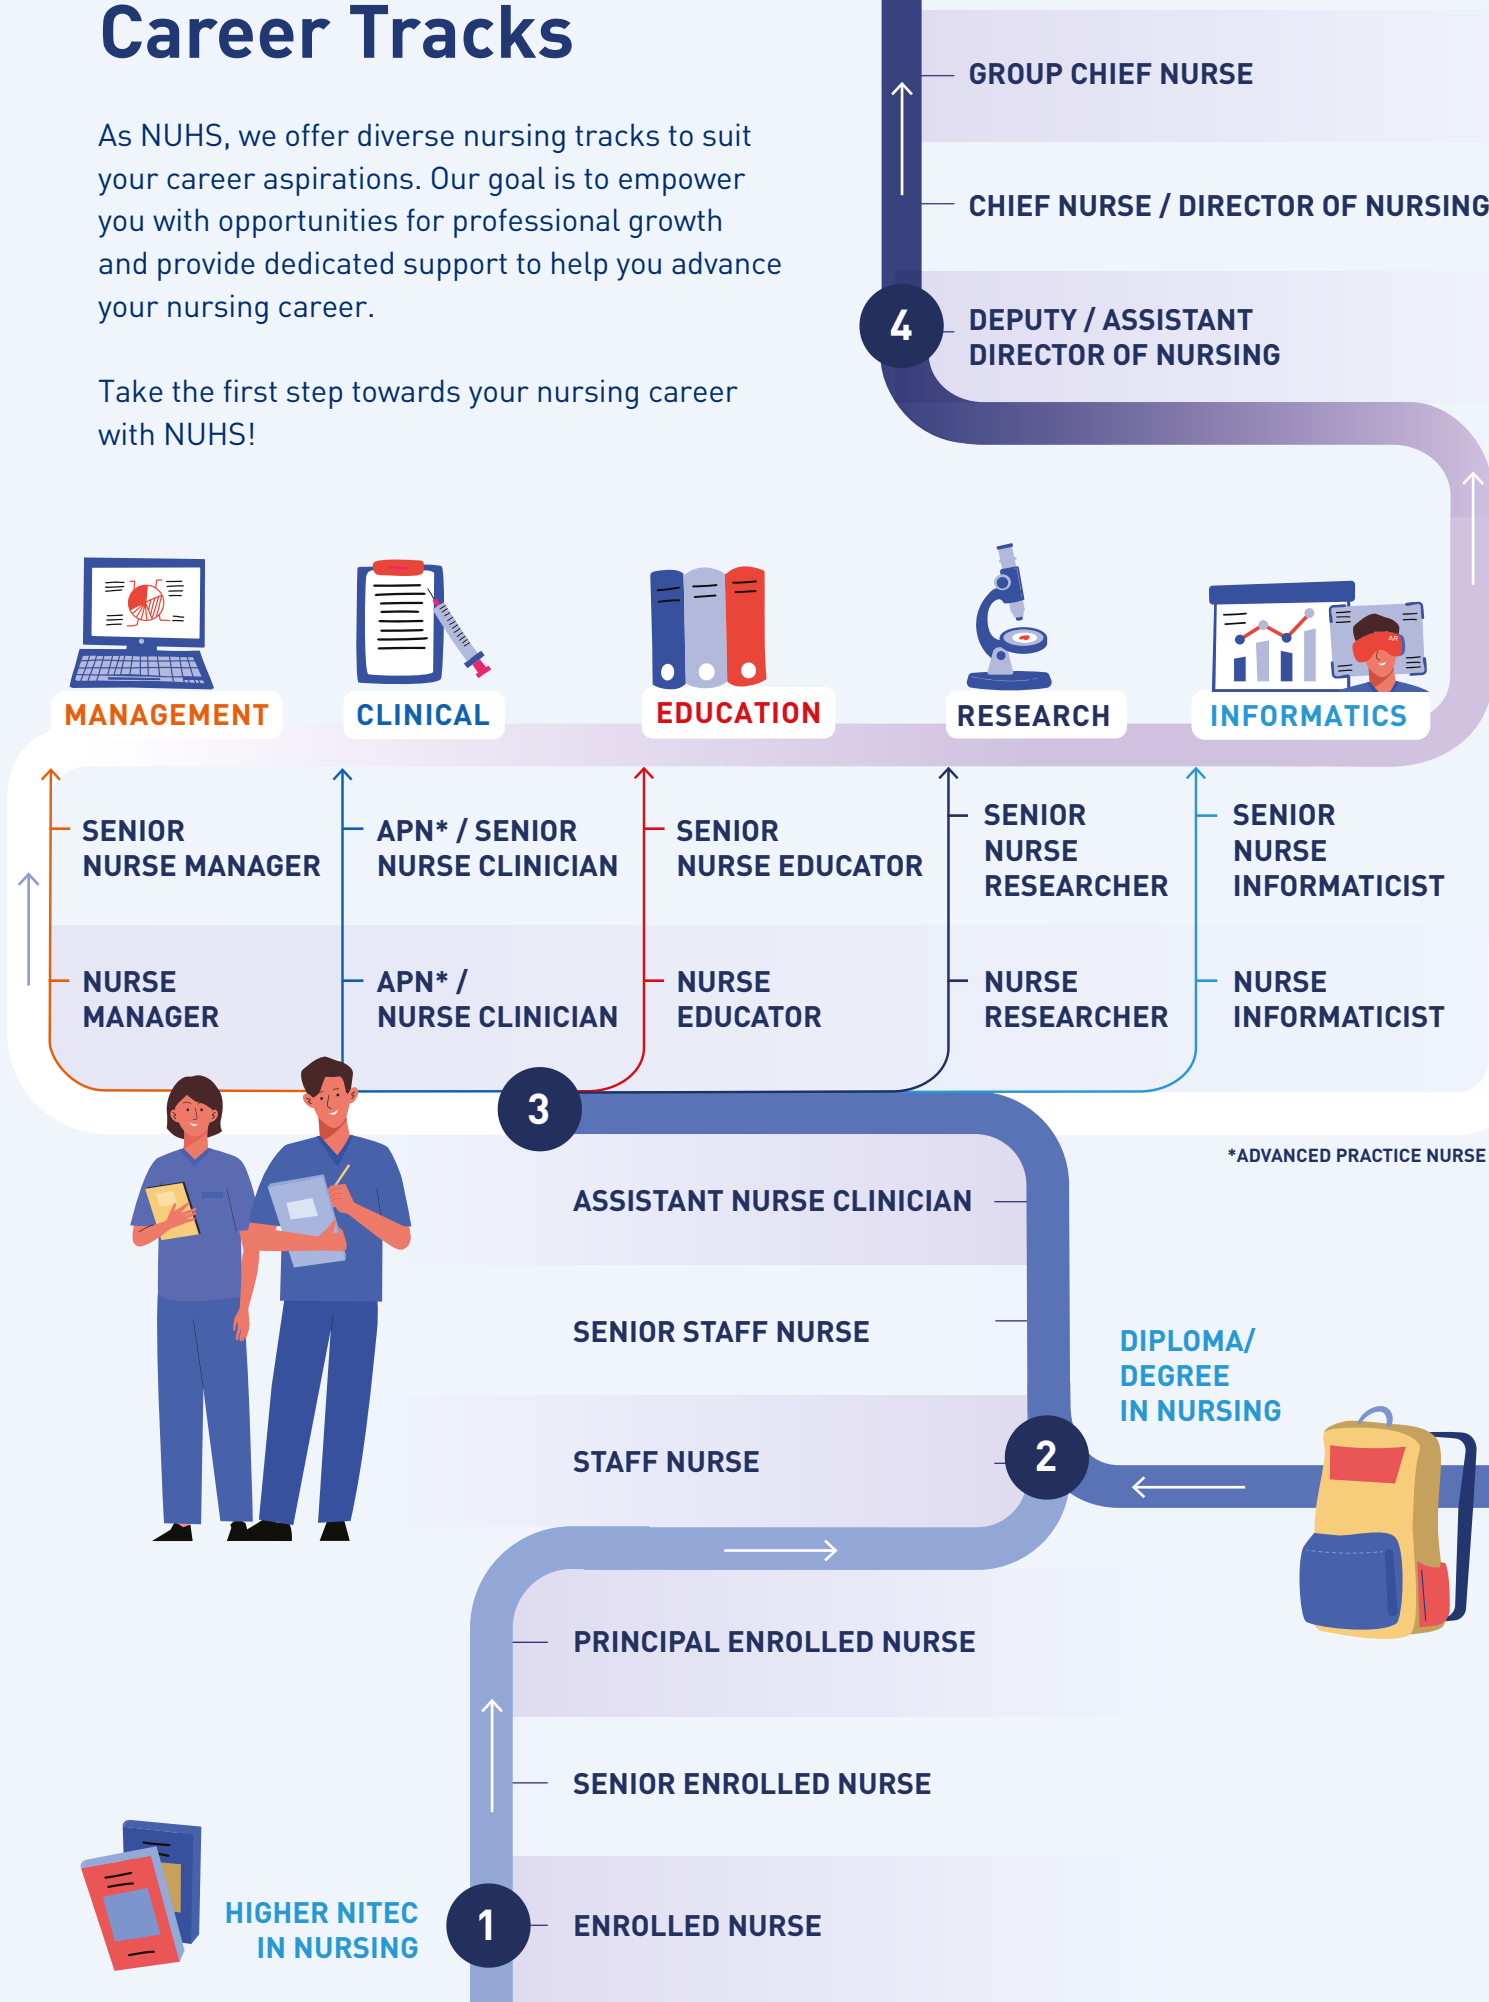 Career Tracks
As NUHS, we offer diverse nursing tracks to suit
your career aspirations. Our goal is to empower
you with opportunities for professional growth
and provide dedicated support to help you advance
your nursing career.
Take the first step towards your nursing career
with NUHS!
GROUP CHIEF NURSE
CHIEF NURSE / DIRECTOR OF NURSING
4
DEPUTY / ASSISTANT
DIRECTOR OF NURSING
AR
MANAGEMENT
CLINICAL
EDUCATION
RESEARCH
INFORMATICS
SENIOR
NURSE MANAGER
APN* / SENIOR
NURSE CLINICIAN
SENIOR
NURSE EDUCATOR
SENIOR
NURSE
RESEARCHER
SENIOR
NURSE
INFORMATICIST
NURSE
MANAGER
APN* /
NURSE CLINICIAN
NURSE
EDUCATOR
NURSE
RESEARCHER
NURSE
INFORMATICIST
3
*ADVANCED PRACTICE NURSE
ASSISTANT NURSE CLINICIAN
SENIOR STAFF NURSE
DIPLOMA/
DEGREE
IN NURSING
STAFF NURSE
2
PRINCIPAL ENROLLED NURSE
SENIOR ENROLLED NURSE
HIGHER NITEC
IN NURSING
1
ENROLLED NURSE